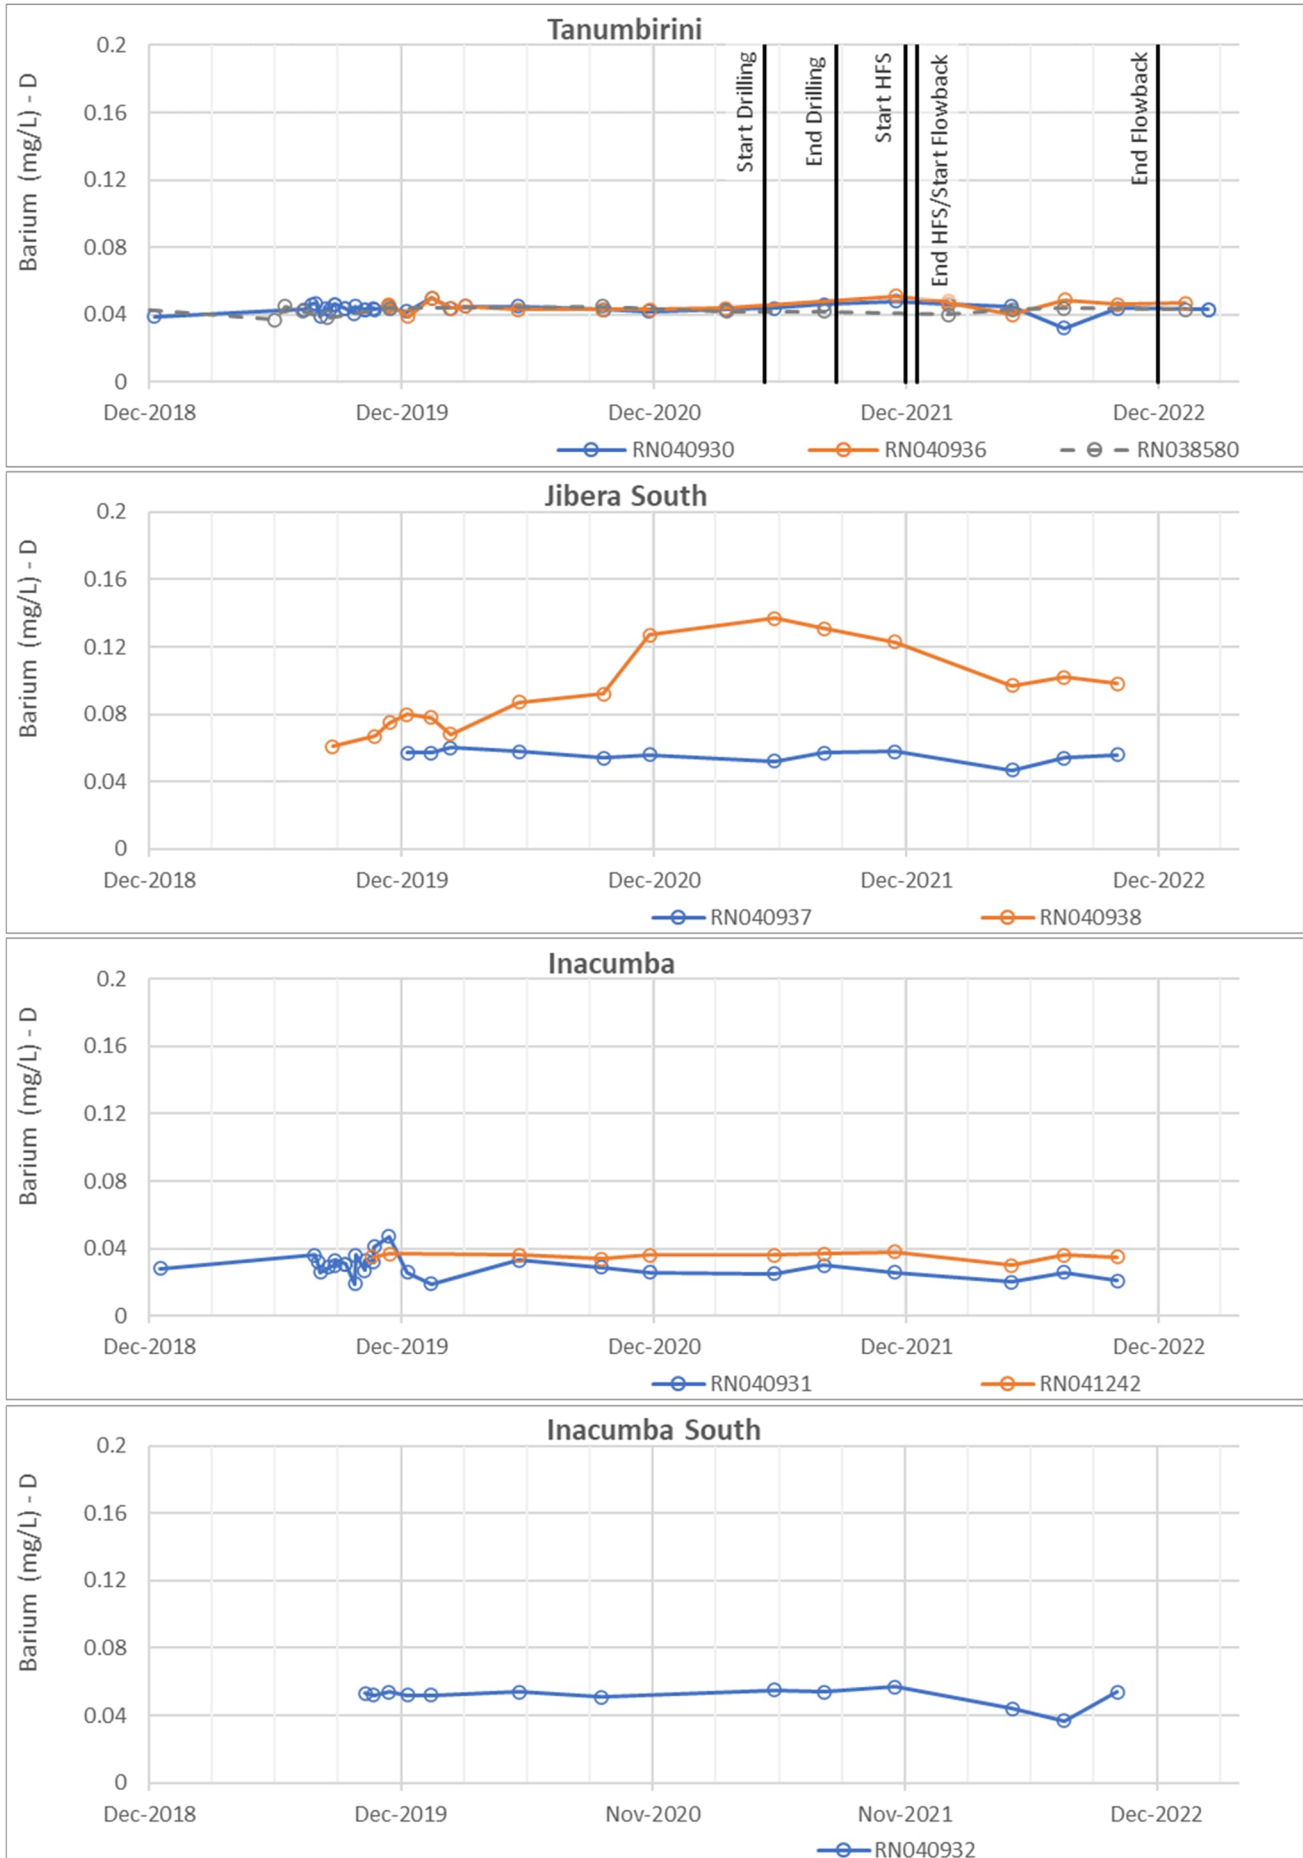 Tanumbirini
Barium (mg/L) - D
0.2
0.16
0.12
0.08
0.04
0
Start Drilling
End Drilling
Start HFS
End HFS/Start Flowback
End Flowback
Dec-2018 Dec-2019 Dec-2020 Dec-2021 Dec-2022
RN040930 RN040936 RN038580
Jibera South
Barium (mg/L) - D
0.2
0.16
0.12
0.08
0.04
0
Dec-2018 Dec-2019 Dec-2020 Dec-2021 Dec-2022
RN040937 RN040938
Inacumba
Barium (mg/L) - D
0.2
0.16
0.12
0.08
0.04
0
Dec-2018 Dec-2019 Dec-2020 Dec-2021 Dec-2022
RN040931 RN041242
Inacumba South
Barium (mg/L) - D
0.2
0.16
0.12
0.08
0.04
0
Dec-2018 Dec-2019 Nov-2020 Nov-2021 Dec-2022
RN040932